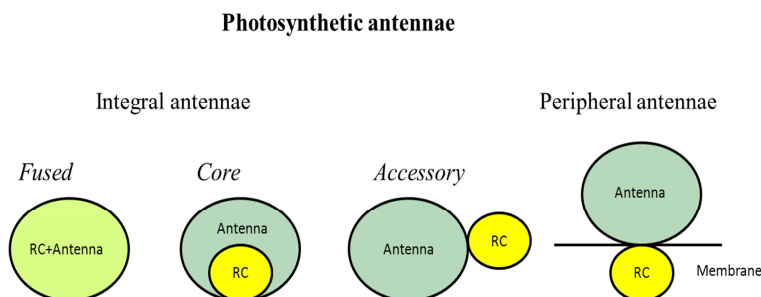 Photosynthetic antennae
Integral antennae
Peripheral antennae
Fused
Core
Accessory
RC+Antenna
Antenna
RC
Antenna
RC
Antenna
RC
Membrane